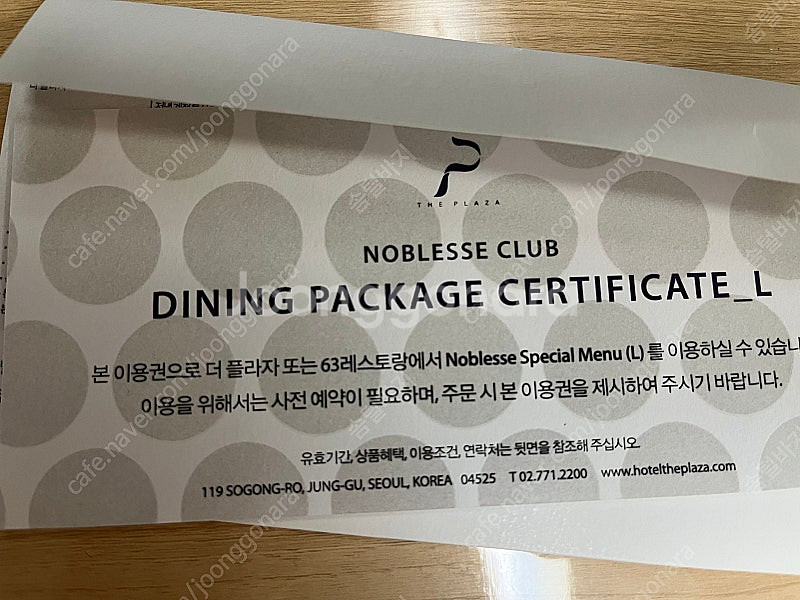 THE PLAZA
NOBLESSE CLUB
DINING PACKAGE CERTIFICATE_L
본 이용권으로 더 플라자 또는 63레스토랑에서 Noblesse Special Menu (L) 를 이용하실 수 있습니
이용을 위해서는 사전 예약이 필요하며, 주문 시 본 이용권을 제시하여 주시기 바랍니다.
유효기간, 상품혜택, 이용조건, 연락처는 뒷면을 참조해 주십시오.
119 SOGONG-RO, JUNG-GU, SEOUL, KOREA 04525 T 02.771.2200 www.hoteltheplaza.com
cafe.naver.com/joonggonara
joonggonara